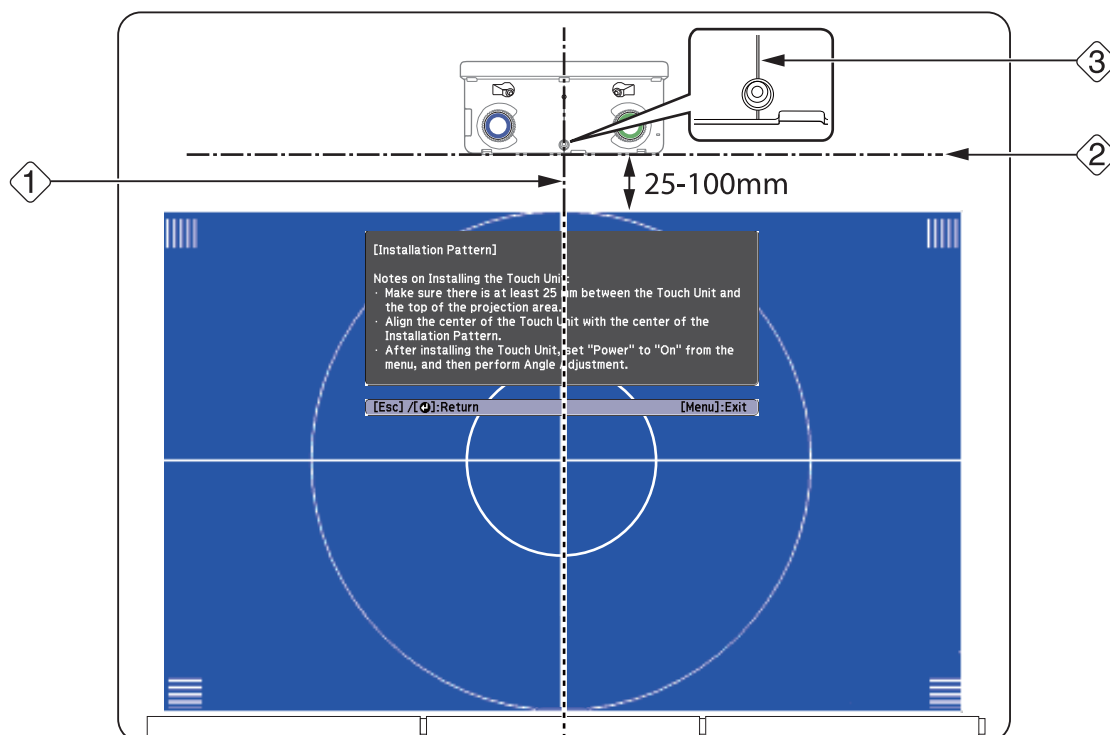 3
2
1
25-100mm
[Installation Pattern]
Notes on Installing the Touch Unit:
· Make sure there is at least 25 mm between the Touch Unit and
the top of the projection area.
· Align the center of the Touch Unit with the center of the
Installation Pattern.
· After installing the Touch Unit, set "Power" to "On" from the
menu, and then perform Angle Adjustment.
[Esc] /[⏎]:Return [Menu]:Exit